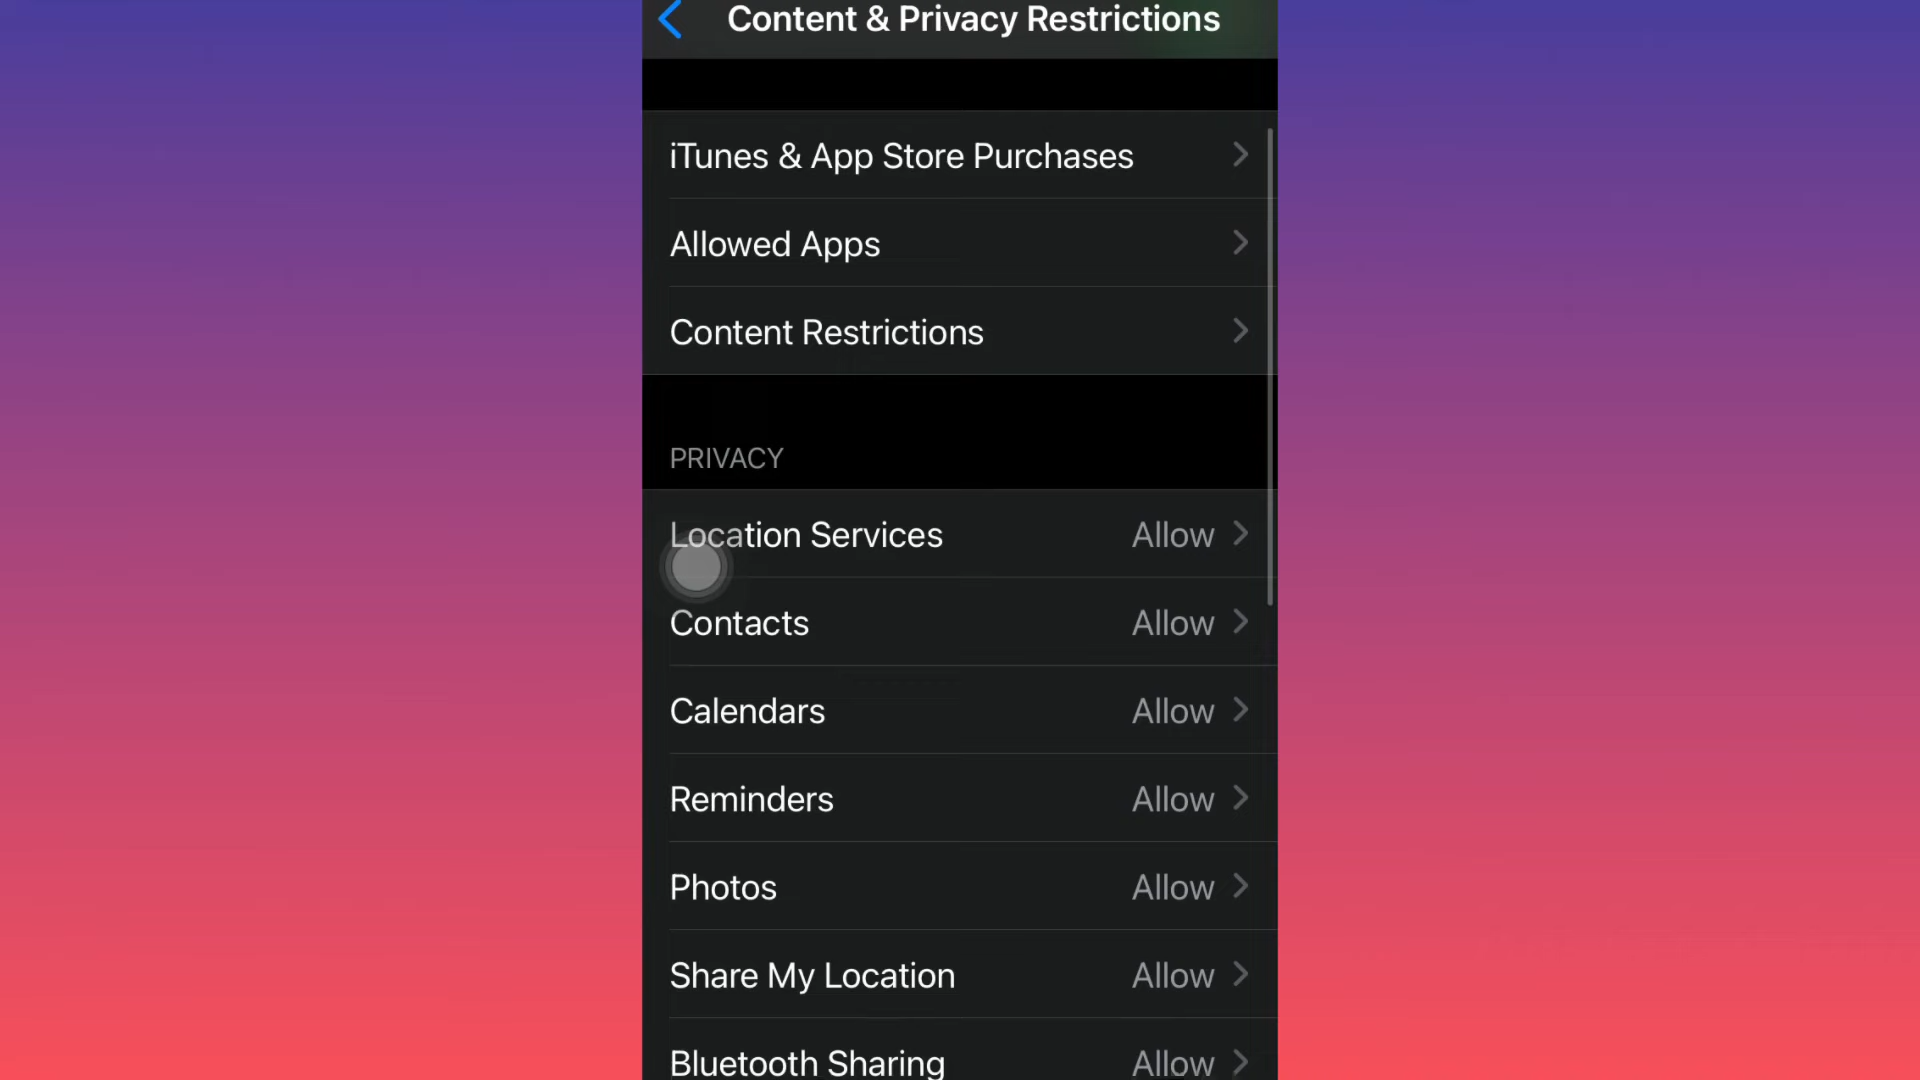 Content & Privacy Restrictions
iTunes & App Store Purchases
Allowed Apps
Content Restrictions
PRIVACY
Location Services Allow
Contacts Allow
Calendars Allow
Reminders Allow
Photos Allow
Share My Location Allow
Bluetooth Sharing Allow